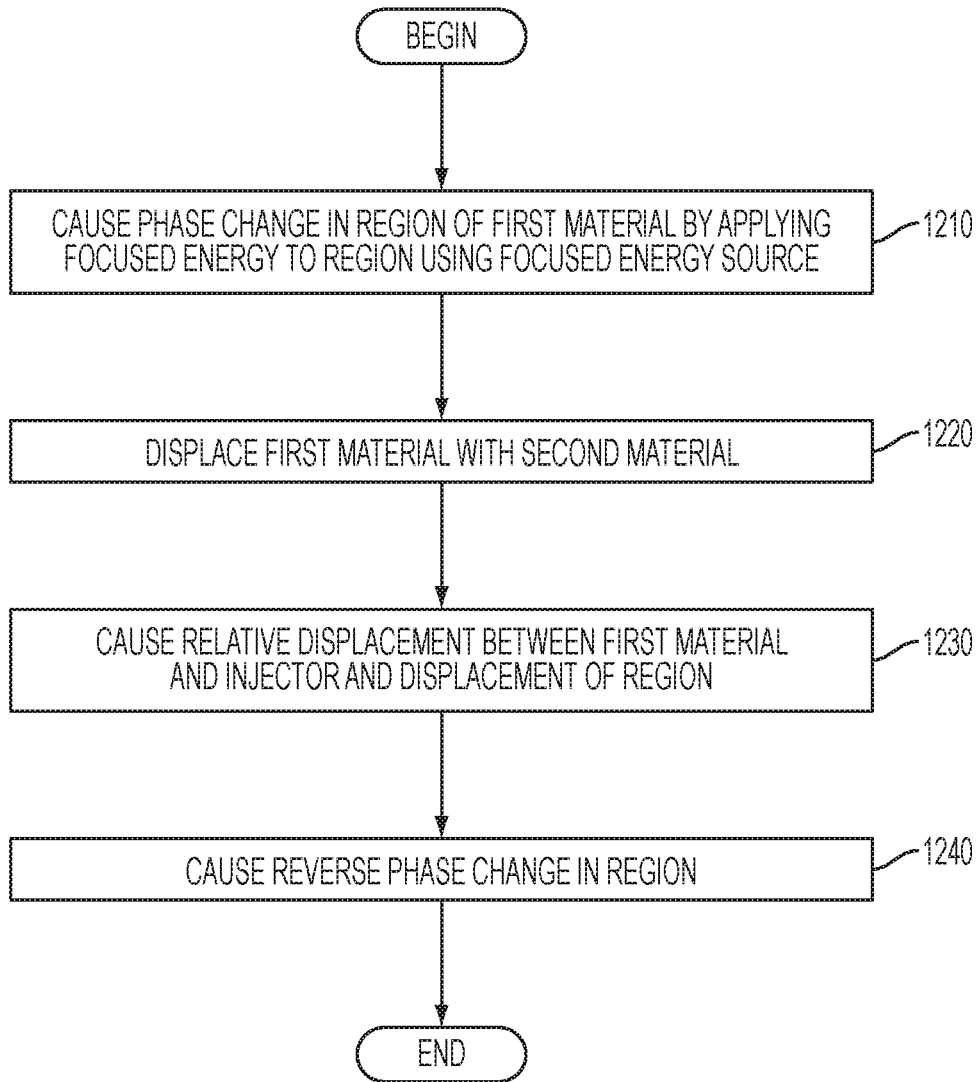 BEGIN
CAUSE PHASE CHANGE IN REGION OF FIRST MATERIAL BY APPLYING
FOCUSED ENERGY TO REGION USING FOCUSED ENERGY SOURCE
1210
DISPLACE FIRST MATERIAL WITH SECOND MATERIAL
1220
CAUSE RELATIVE DISPLACEMENT BETWEEN FIRST MATERIAL
AND INJECTOR AND DISPLACEMENT OF REGION
1230
CAUSE REVERSE PHASE CHANGE IN REGION
1240
END